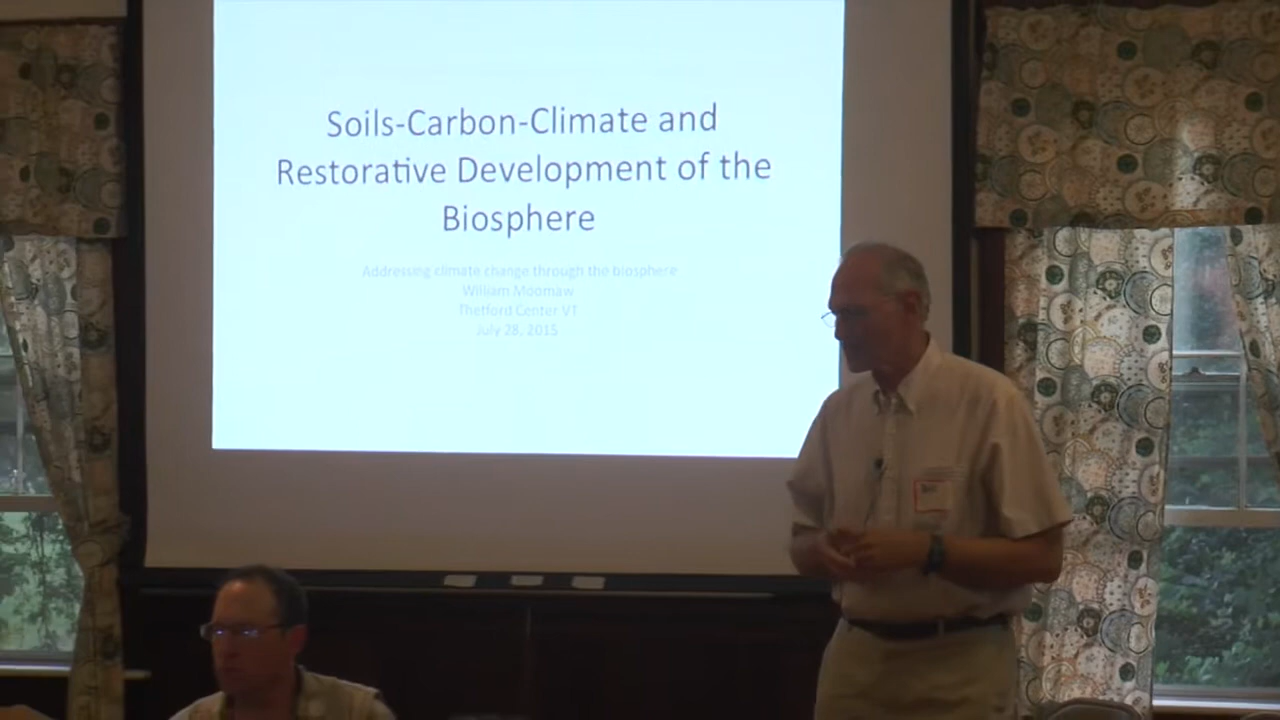 Soils-Carbon-Climate and
Restorative Development of the
Biosphere
Addressing climate change through the biosphere
William Moomaw
Thetford Center VT
July 28, 2015